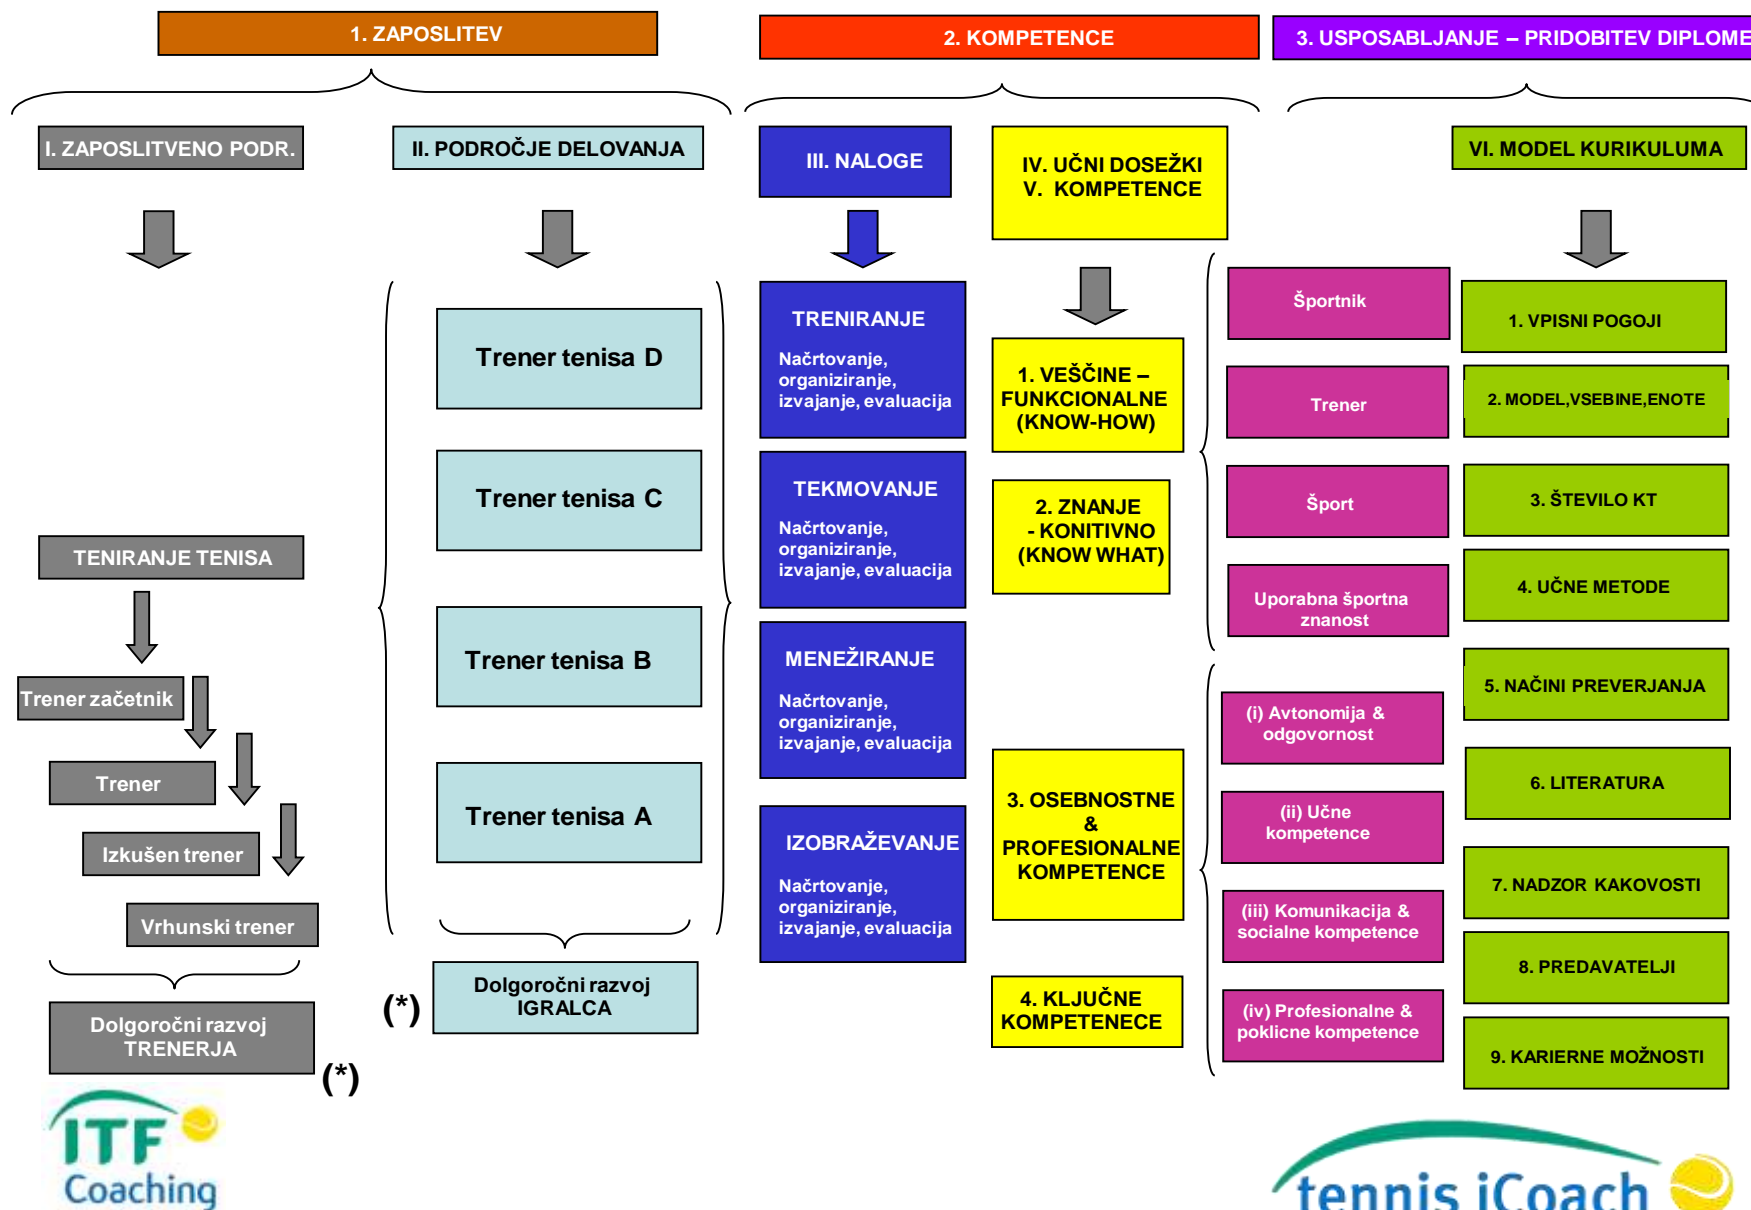 1. ZAPOSLITEV
2. KOMPETENCE
3. USPOSABLJANJE – PRIDOBITEV DIPLOME
I. ZAPOSLITVENO PODR.
II. PODROČJE DELOVANJA
III. NALOGE
IV. UČNI DOSEŽKI
V. KOMPETENCE
VI. MODEL KURIKULUMA
TENIRANJE TENISA
Trener začetnik
Trener
Izkušen trener
Vrhunski trener
Dolgoročni razvoj
TRENERJA
(*)
Trener tenisa D
Trener tenisa C
Trener tenisa B
Trener tenisa A
Dolgoročni razvoj
IGRALCA
(*)
TRENIRANJE
Načrtovanje,
organiziranje,
izvajanje, evaluacija
TEKMOVANJE
Načrtovanje,
organiziranje,
izvajanje, evaluacija
MENEŽIRANJE
Načrtovanje,
organiziranje,
izvajanje, evaluacija
IZOBRAŽEVANJE
Načrtovanje,
organiziranje,
izvajanje, evaluacija
1. VEŠČINE –
FUNKCIONALNE
(KNOW-HOW)
2. ZNANJE
- KONITIVNO
(KNOW WHAT)
3. OSEBNOSTNE
&
PROFESIONALNE
KOMPETENCE
4. KLJUČNE
KOMPETENECE
Športnik
Trener
Šport
Uporabna športna
znanost
(i) Avtonomija &
odgovornost
(ii) Učne
kompetence
(iii) Komunikacija &
socialne kompetence
(iv) Profesionalne &
poklicne kompetence
1. VPISNI POGOJI
2. MODEL,VSEBINE,ENOTE
3. ŠTEVILO KT
4. UČNE METODE
5. NAČINI PREVERJANJA
6. LITERATURA
7. NADZOR KAKOVOSTI
8. PREDAVATELJI
9. KARIERNE MOŽNOSTI
ITF
Coaching
tennis iCoach